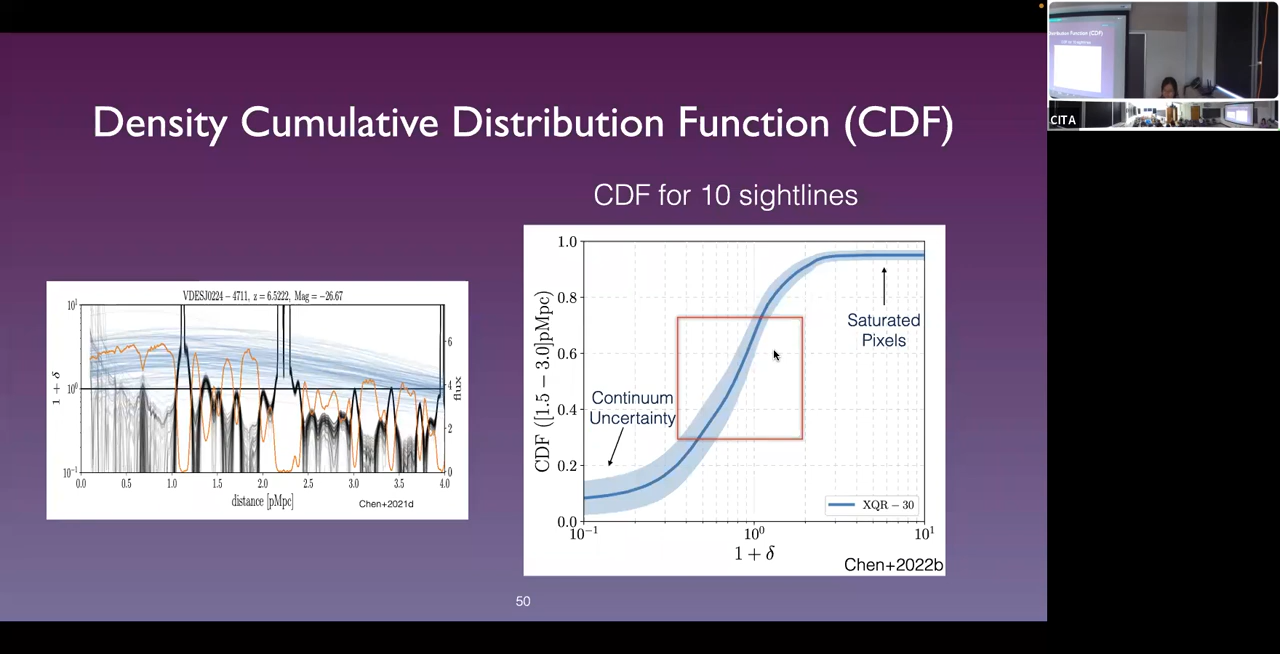 Density Cumulative Distribution Function (CDF)
CDF for 10 sightlines
VDESJ0224 − 4711, z = 6.5222, Mag = −26.67
10¹
10⁰
10⁻¹
1 + δ
6
4
2
0
flux
0.0 0.5 1.0 1.5 2.0 2.5 3.0 3.5 4.0
distance [pMpc]
Chen+2021d
1.0
0.8
0.6
0.4
0.2
0.0
CDF ([1.5 − 3.0]pMpc)
Saturated
Pixels
Continuum
Uncertainty
XQR − 30
10⁻¹ 10⁰ 10¹
1 + δ
Chen+2022b
50
CITA